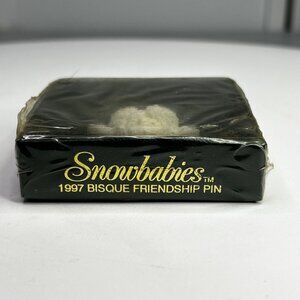 Snowbabies™
1997 BISQUE FRIENDSHIP PIN